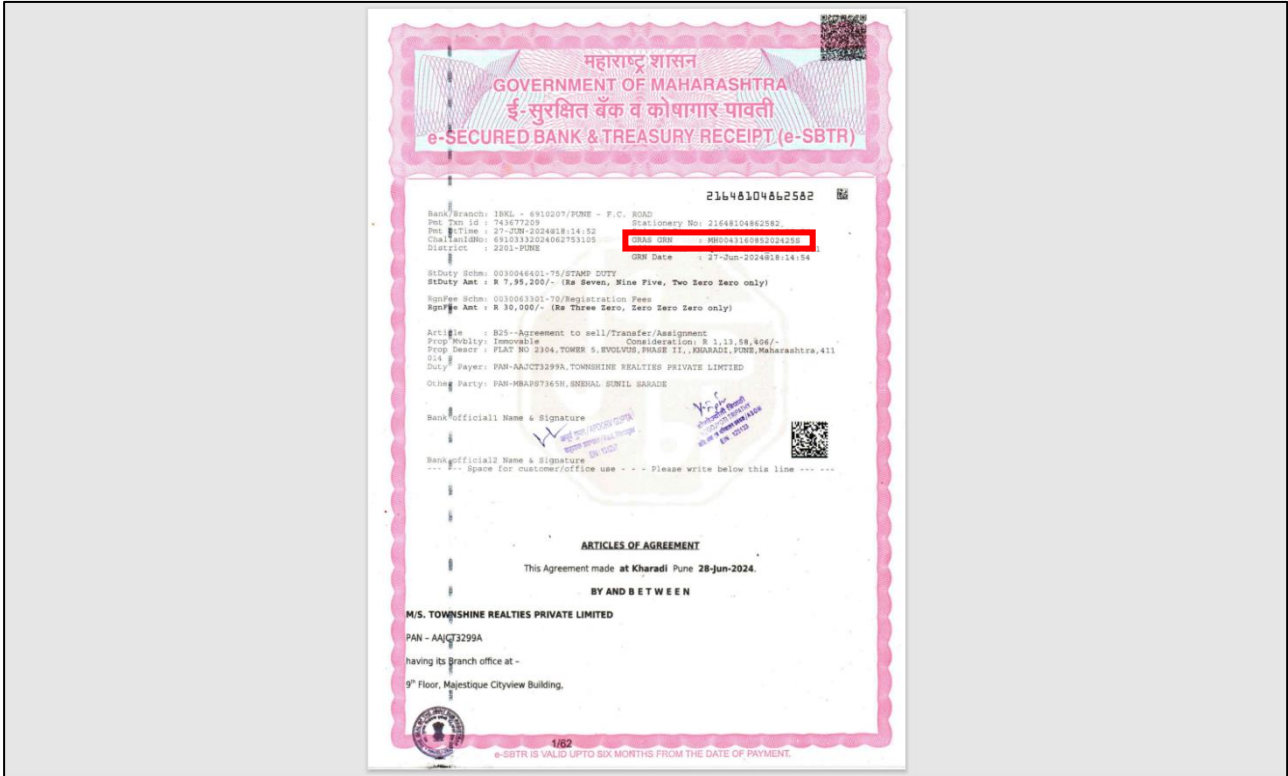 महाराष्ट्र शासन
GOVERNMENT OF MAHARASHTRA
ई-सुरक्षित बँक व कोषागार पावती
e-SECURED BANK & TREASURY RECEIPT (e-SBTR)
21648104862582
Bank/Branch: IBKL - 6910207/PUNE - F.C. ROAD
Pmt Txn id : 743677209 Stationery No: 21648104862582
Pmt DtTime : 27-JUN-2024@18:14:52
ChallanIdNo: 69103332024062753105 GRAS GRN : MH004316085202425S
District : 2201-PUNE
GRN Date : 27-Jun-2024@18:14:54
StDuty Schm: 0030046401-75/STAMP DUTY
StDuty Amt : R 7,95,200/- (Rs Seven, Nine Five, Two Zero Zero only)
RgnFee Schm: 0030063301-70/Registration Fees
RgnFee Amt : R 30,000/- (Rs Three Zero, Zero Zero Zero only)
Article : B25--Agreement to sell/Transfer/Assignment
Prop Mvblty: Immovable Consideration: R 1,13,58,406/-
Prop Descr : FLAT NO 2304,TOWER 5,EVOLVUS,PHASE II,,KHARADI,PUNE,Maharashtra,411
014
Duty Payer: PAN-AAJCT3299A,TOWNSHINE REALTIES PRIVATE LIMTIED
Other Party: PAN-MBAPS7365H,SNEHAL SUNIL SARADE
Bank official1 Name & Signature
Bank official2 Name & Signature
--- --- Space for customer/office use - - - Please write below this line --- ---
ARTICLES OF AGREEMENT
This Agreement made at Kharadi Pune 28-Jun-2024.
BY AND B E T W E E N
M/S. TOWNSHINE REALTIES PRIVATE LIMITED
PAN – AAJCT3299A
having its Branch office at –
9th Floor, Majestique Cityview Building,
1/62
e-SBTR IS VALID UPTO SIX MONTHS FROM THE DATE OF PAYMENT.